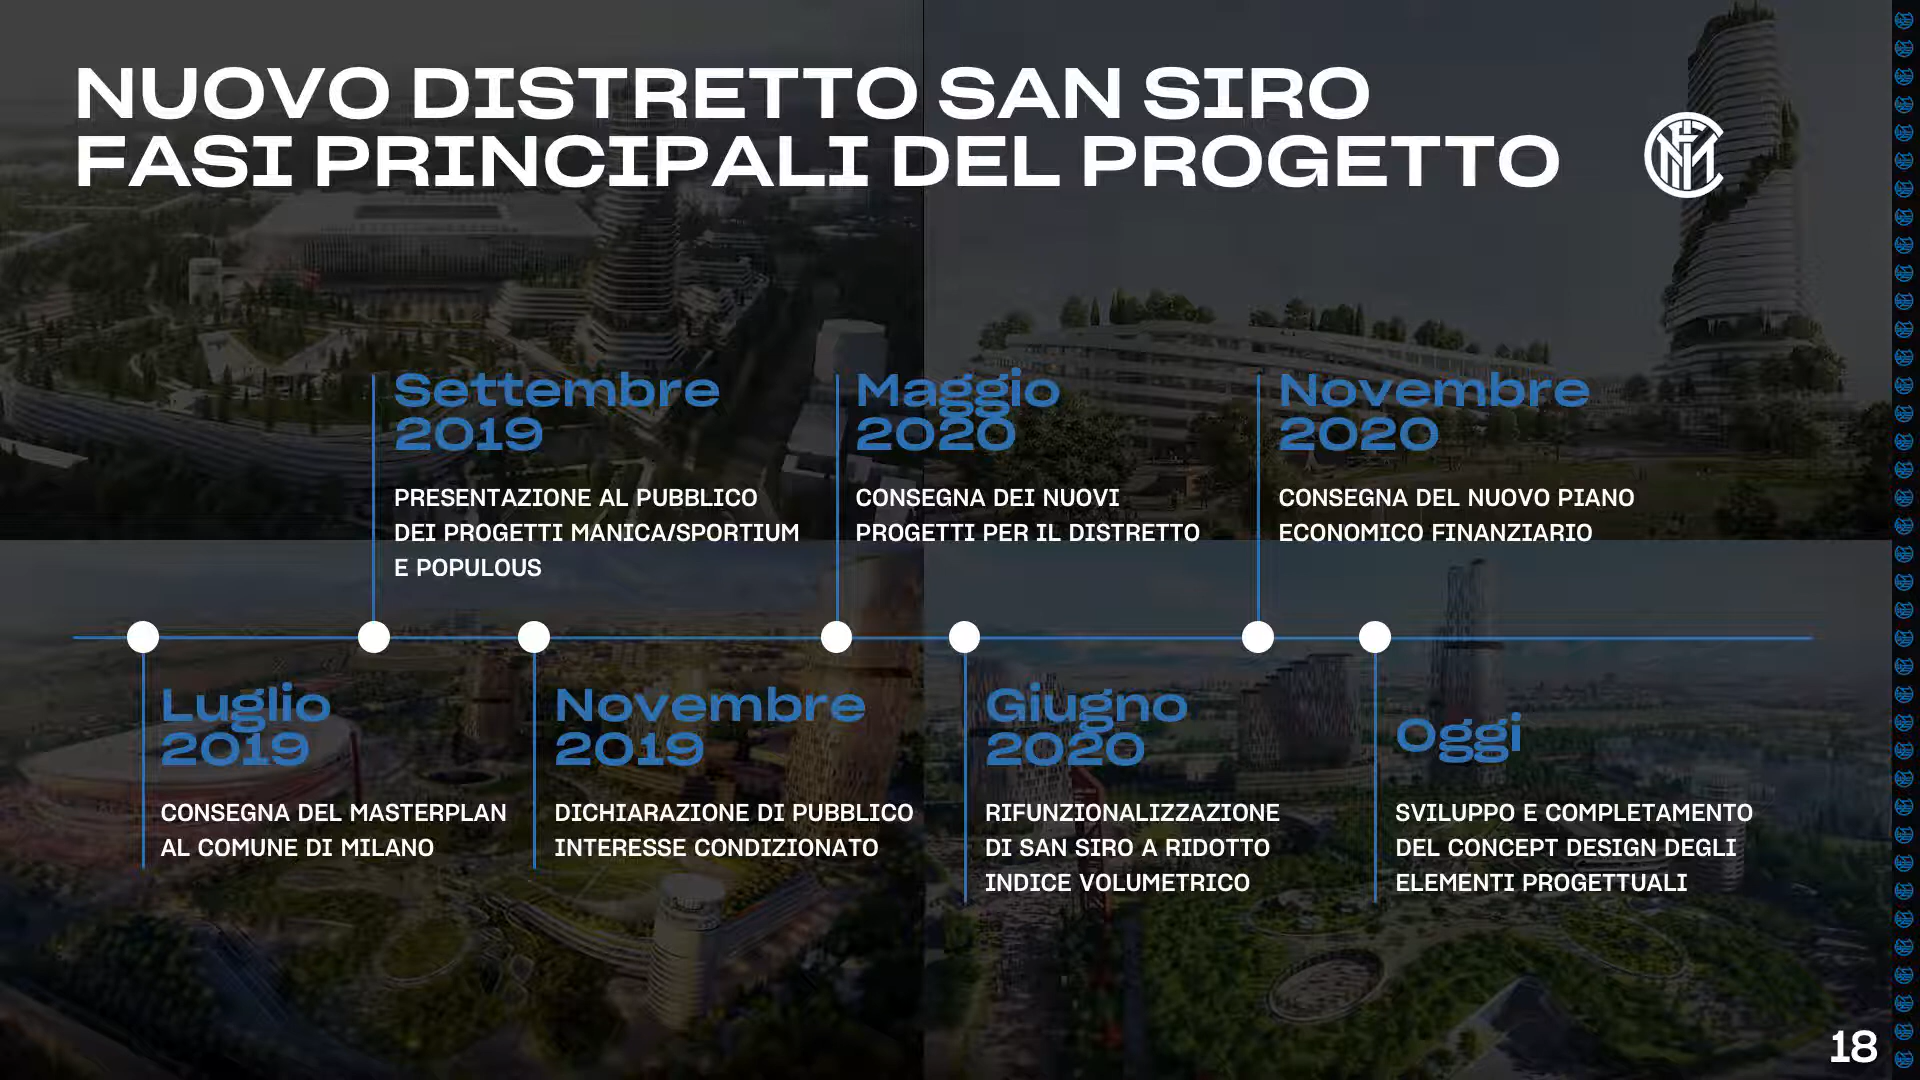 NUOVO DISTRETTO SAN SIRO
FASI PRINCIPALI DEL PROGETTO
Settembre
2019
PRESENTAZIONE AL PUBBLICO
DEI PROGETTI MANICA/SPORTIUM
E POPULOUS
Maggio
2020
CONSEGNA DEI NUOVI
PROGETTI PER IL DISTRETTO
Novembre
2020
CONSEGNA DEL NUOVO PIANO
ECONOMICO FINANZIARIO
Luglio
2019
CONSEGNA DEL MASTERPLAN
AL COMUNE DI MILANO
Novembre
2019
DICHIARAZIONE DI PUBBLICO
INTERESSE CONDIZIONATO
Giugno
2020
RIFUNZIONALIZZAZIONE
DI SAN SIRO A RIDOTTO
INDICE VOLUMETRICO
Oggi
SVILUPPO E COMPLETAMENTO
DEL CONCEPT DESIGN DEGLI
ELEMENTI PROGETTUALI
18